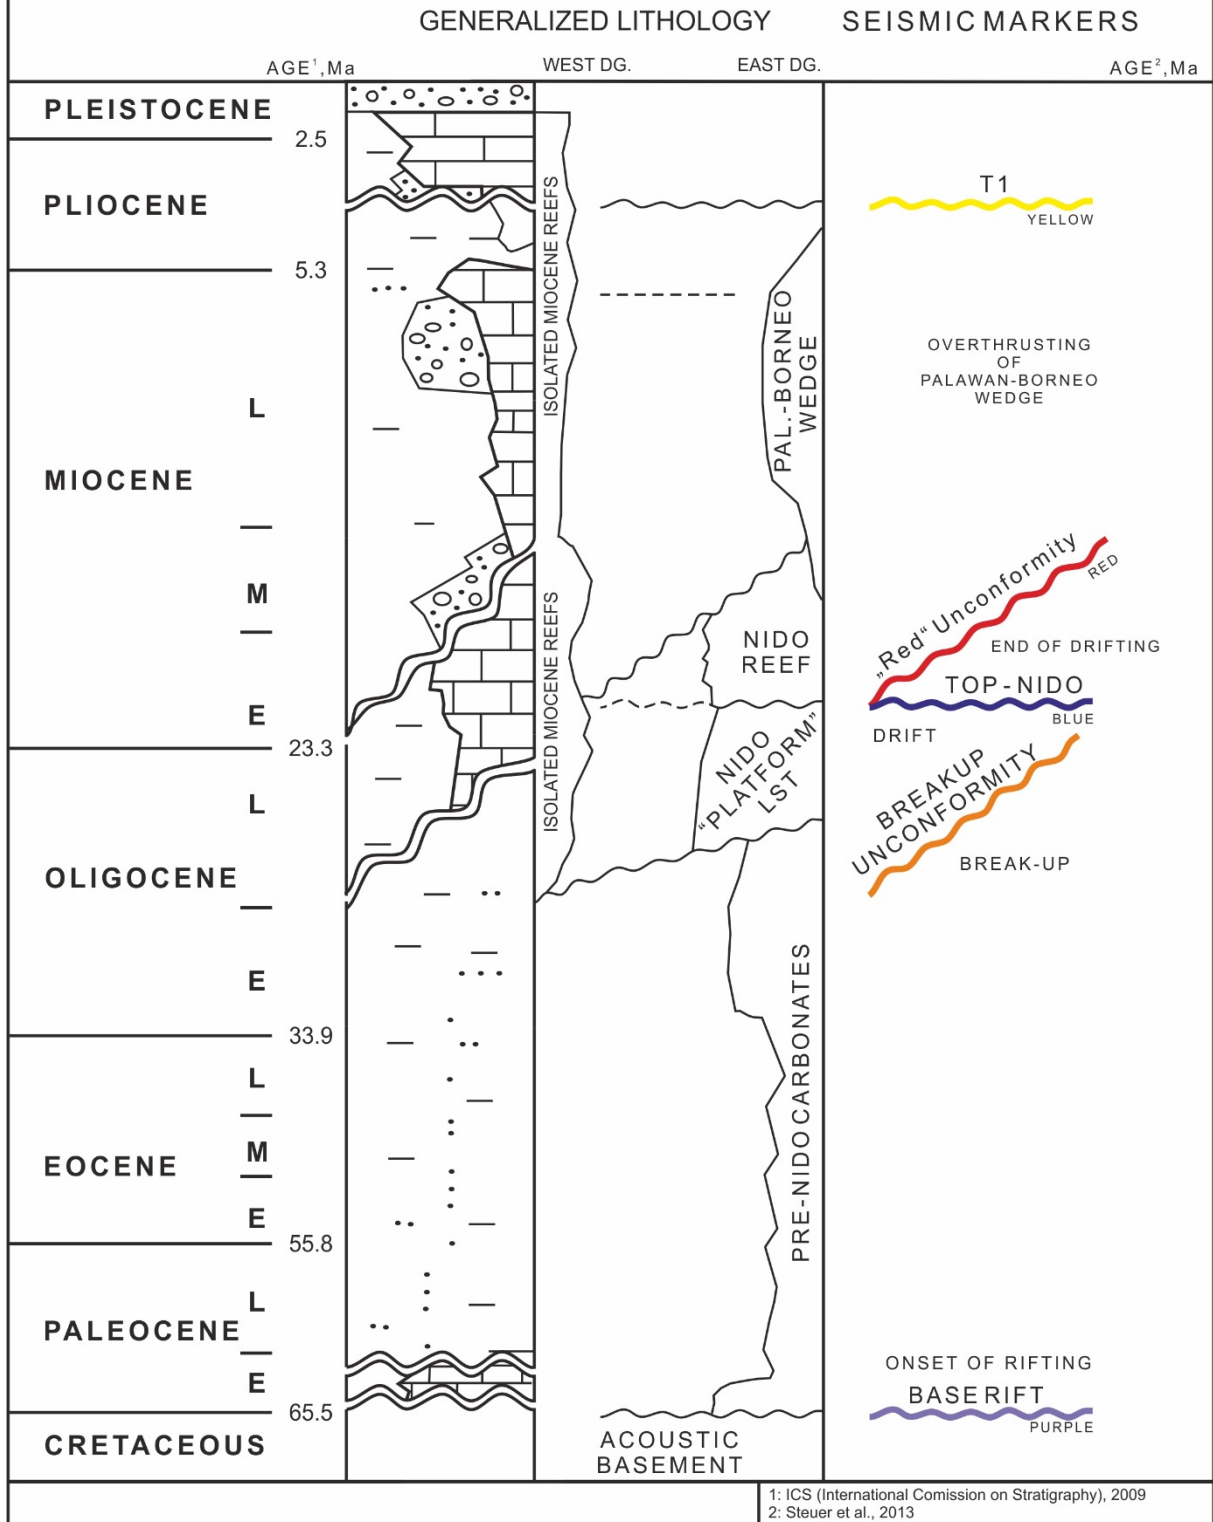 GENERALIZED LITHOLOGY
SEISMIC MARKERS
AGE¹,Ma
WEST DG.
EAST DG.
AGE²,Ma
PLEISTOCENE
2.5
PLIOCENE
5.3
L
MIOCENE
M
E
23.3
L
OLIGOCENE
E
33.9
L
EOCENE
M
E
55.8
L
PALEOCENE
E
65.5
CRETACEOUS
ISOLATED MIOCENE REEFS
ISOLATED MIOCENE REEFS
PAL.-BORNEO
WEDGE
NIDO
REEF
NIDO
“PLATFORM”
LST
PRE-NIDO CARBONATES
ACOUSTIC
BASEMENT
T1
YELLOW
OVERTHRUSTING
OF
PALAWAN-BORNEO
WEDGE
„Red“ Unconformity
RED
END OF DRIFTING
TOP-NIDO
BLUE
DRIFT
BREAKUP
UNCONFORMITY
BREAK-UP
ONSET OF RIFTING
BASE RIFT
PURPLE
1: ICS (International Comission on Stratigraphy), 2009
2: Steuer et al., 2013